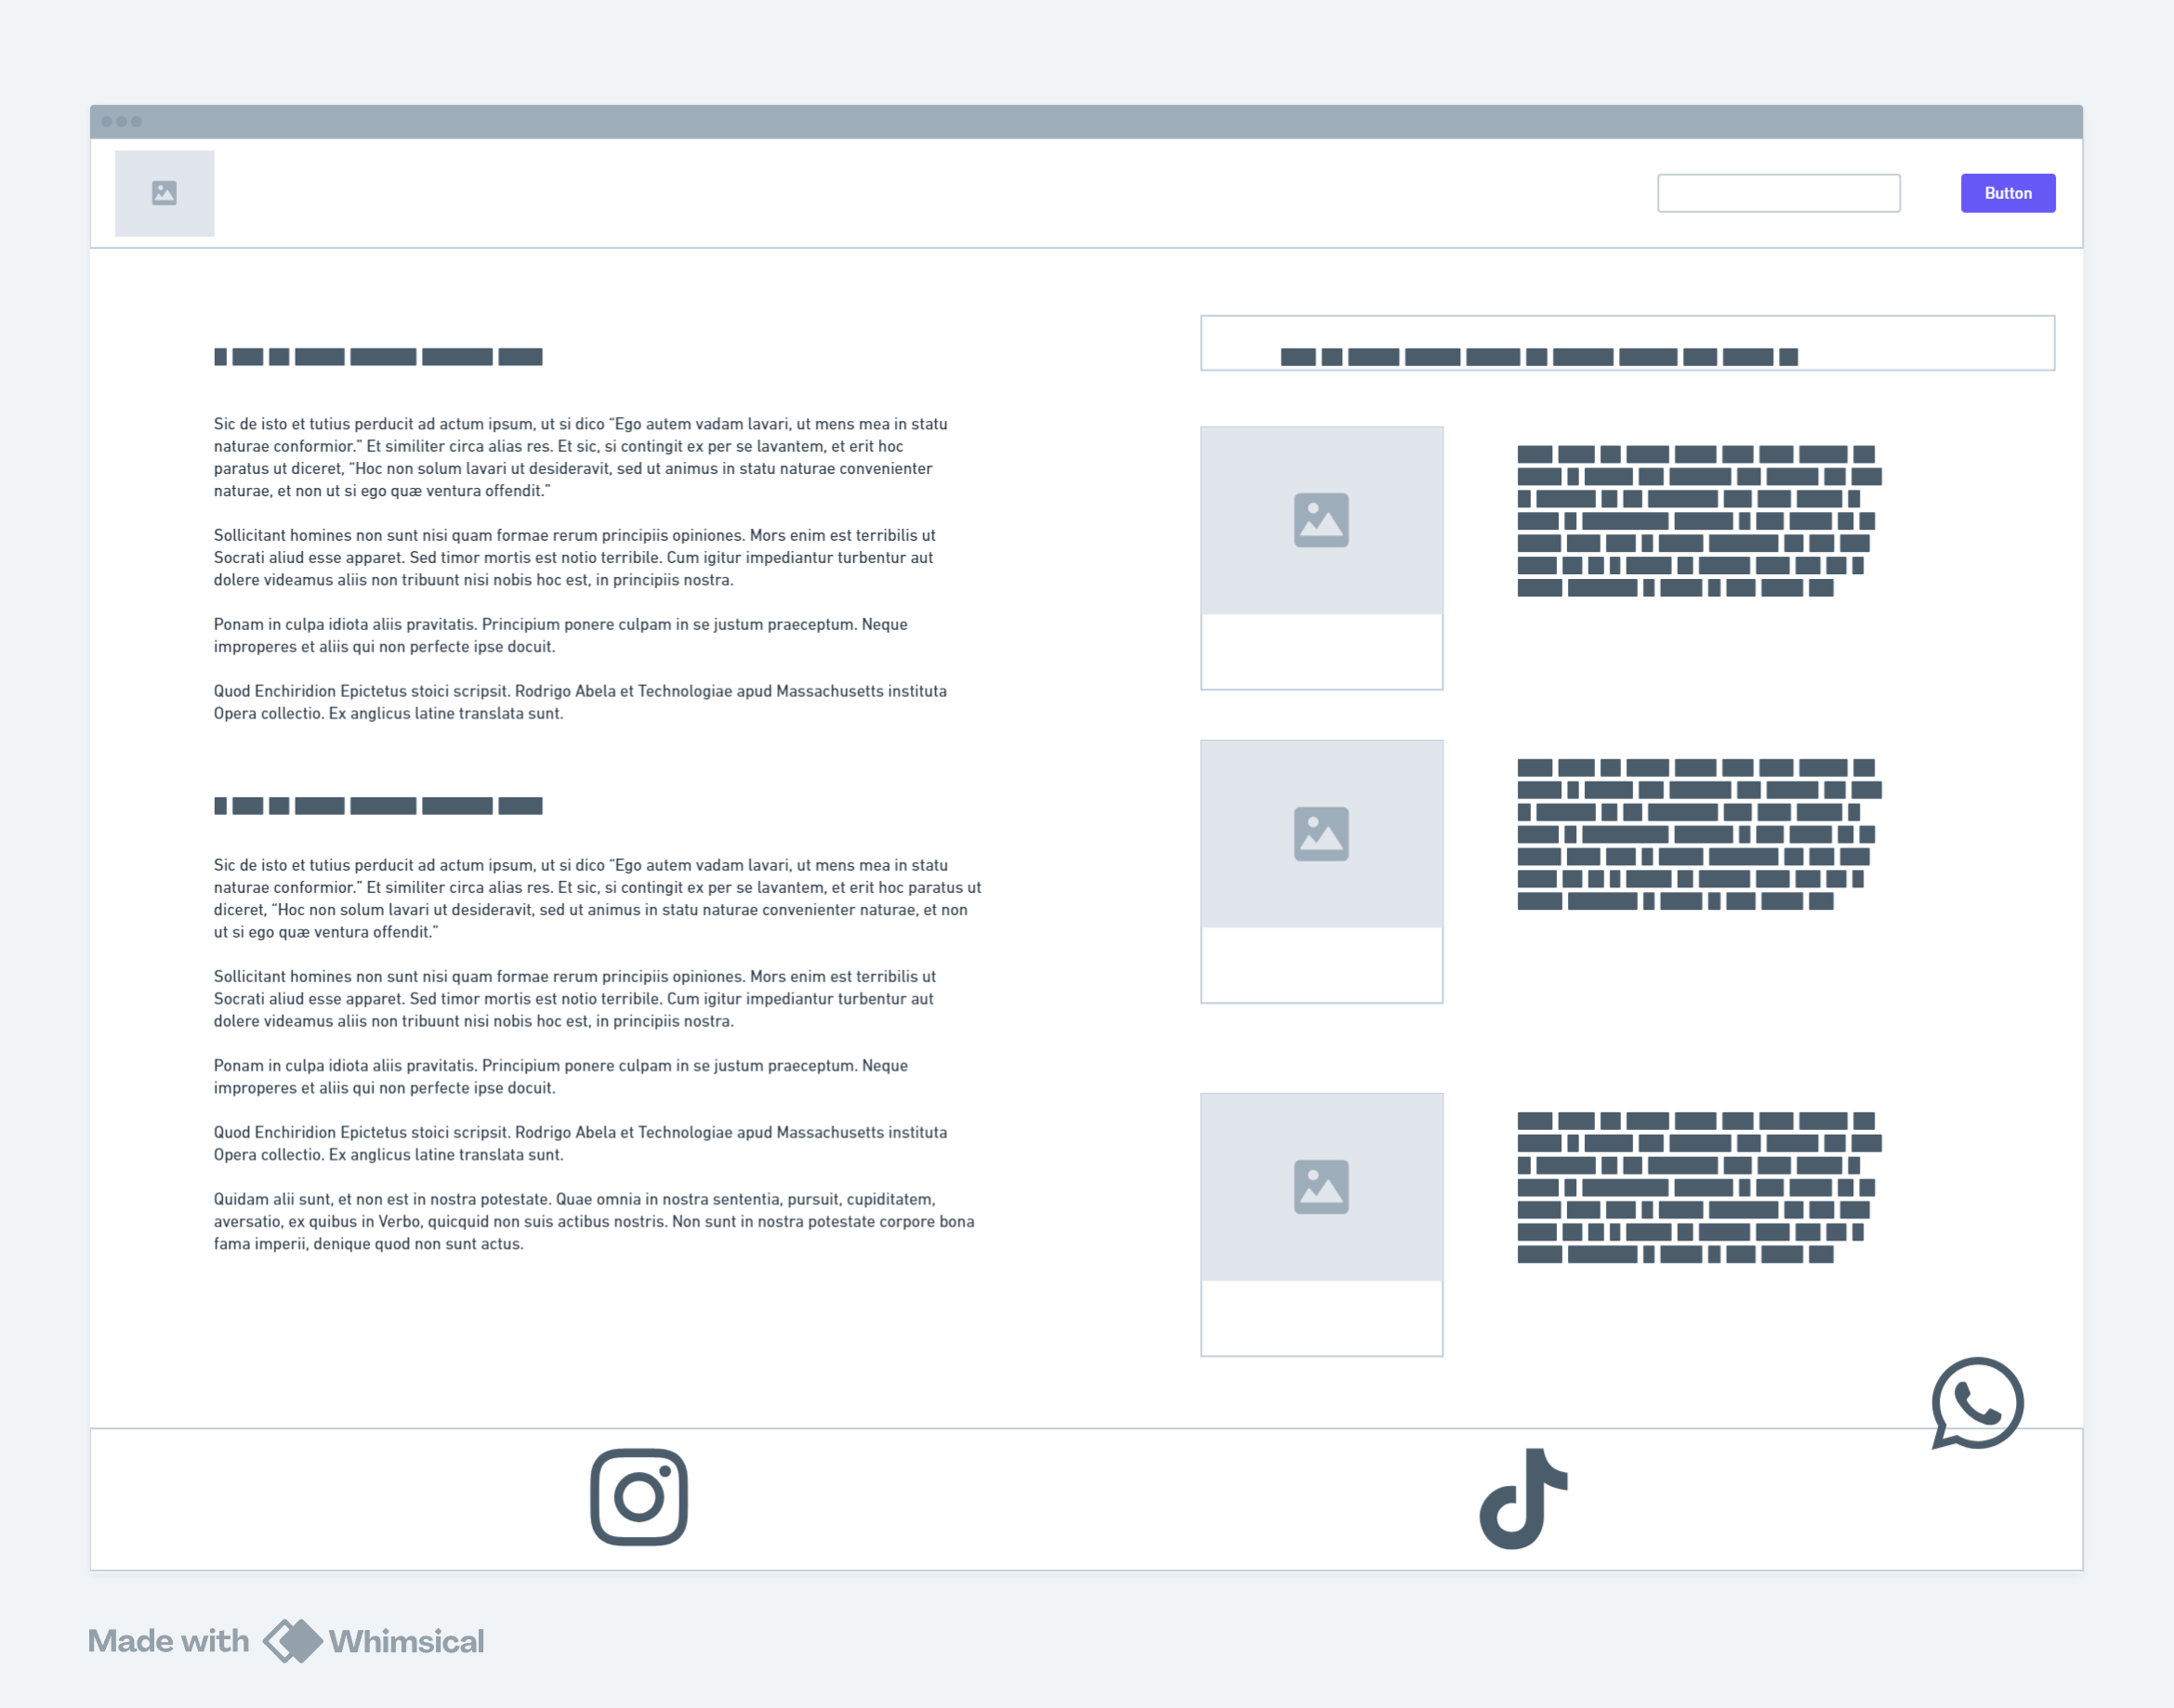 Button
Sic de isto et tutius perducit ad actum ipsum, ut si dico “Ego autem vadam lavari, ut mens mea in statu
naturae conformior.” Et similiter circa alias res. Et sic, si contingit ex per se lavantem, et erit hoc
paratus ut diceret, “Hoc non solum lavari ut desideravit, sed ut animus in statu naturae convenienter
naturae, et non ut si ego quæ ventura offendit.”
Sollicitant homines non sunt nisi quam formae rerum principiis opiniones. Mors enim est terribilis ut
Socrati aliud esse apparet. Sed timor mortis est notio terribile. Cum igitur impediantur turbentur aut
dolere videamus aliis non tribuunt nisi nobis hoc est, in principiis nostra.
Ponam in culpa idiota aliis pravitatis. Principium ponere culpam in se justum praeceptum. Neque
improperes et aliis qui non perfecte ipse docuit.
Quod Enchiridion Epictetus stoici scripsit. Rodrigo Abela et Technologiae apud Massachusetts instituta
Opera collectio. Ex anglicus latine translata sunt.
Sic de isto et tutius perducit ad actum ipsum, ut si dico “Ego autem vadam lavari, ut mens mea in statu
naturae conformior.” Et similiter circa alias res. Et sic, si contingit ex per se lavantem, et erit hoc paratus ut
diceret, “Hoc non solum lavari ut desideravit, sed ut animus in statu naturae convenienter naturae, et non
ut si ego quæ ventura offendit.”
Sollicitant homines non sunt nisi quam formae rerum principiis opiniones. Mors enim est terribilis ut
Socrati aliud esse apparet. Sed timor mortis est notio terribile. Cum igitur impediantur turbentur aut
dolere videamus aliis non tribuunt nisi nobis hoc est, in principiis nostra.
Ponam in culpa idiota aliis pravitatis. Principium ponere culpam in se justum praeceptum. Neque
improperes et aliis qui non perfecte ipse docuit.
Quod Enchiridion Epictetus stoici scripsit. Rodrigo Abela et Technologiae apud Massachusetts instituta
Opera collectio. Ex anglicus latine translata sunt.
Quidam alii sunt, et non est in nostra potestate. Quae omnia in nostra sententia, pursuit, cupiditatem,
aversatio, ex quibus in Verbo, quicquid non suis actibus nostris. Non sunt in nostra potestate corpore bona
fama imperii, denique quod non sunt actus.
Made with Whimsical